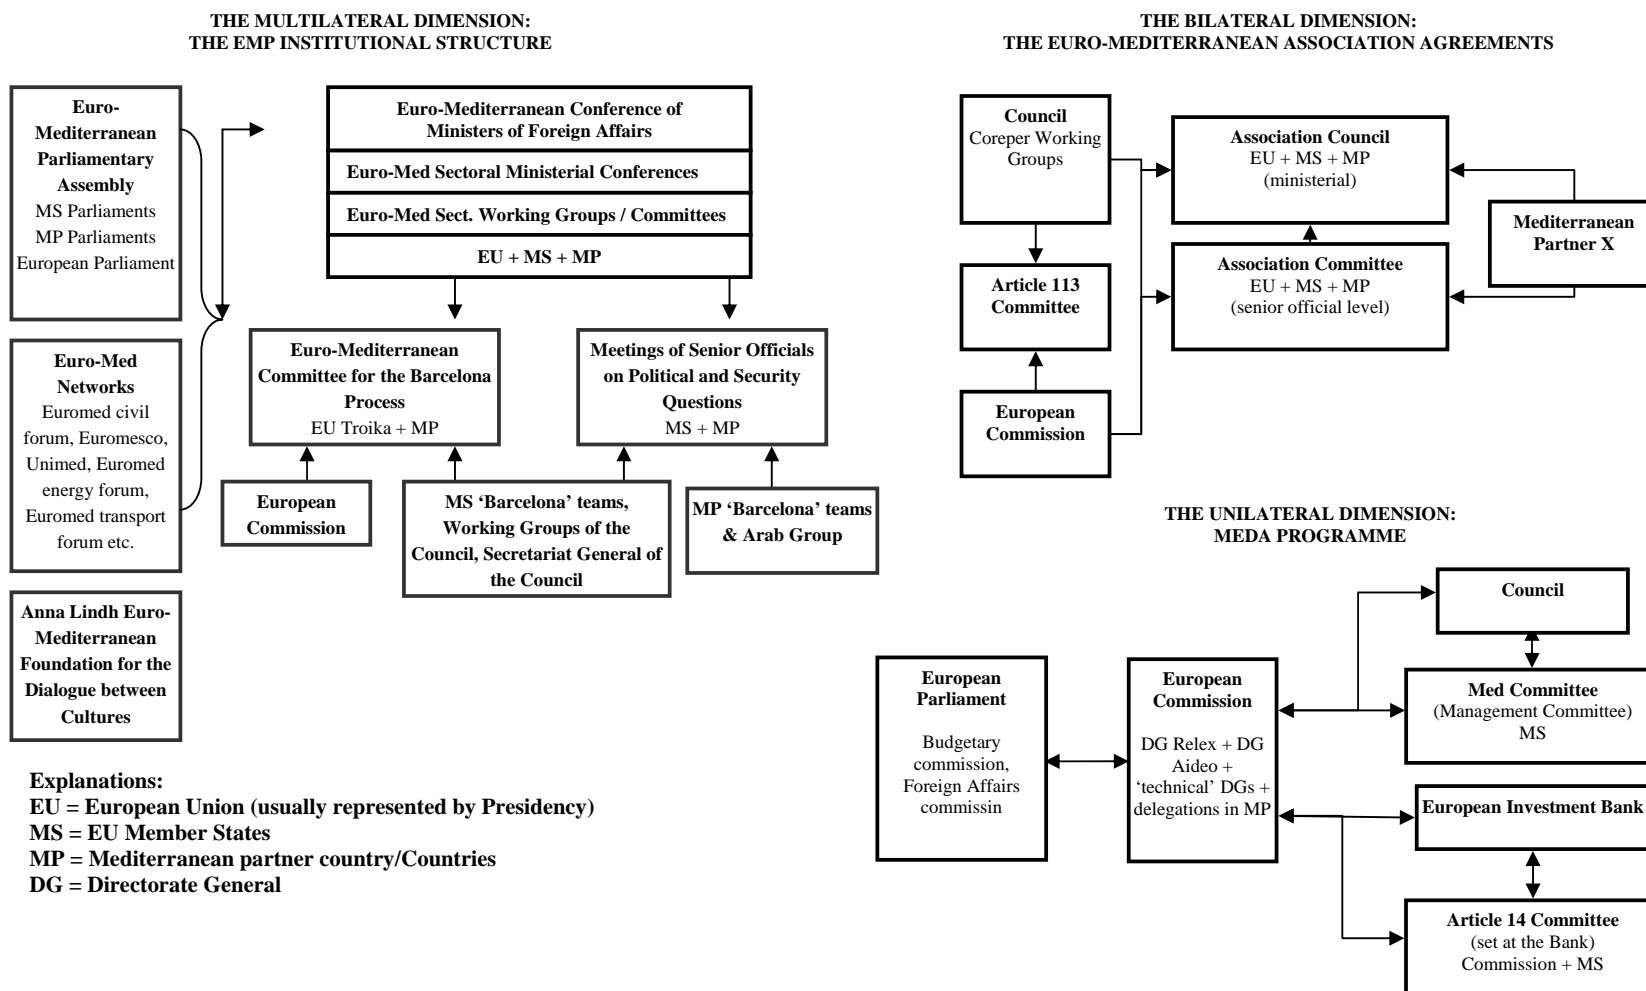 THE MULTILATERAL DIMENSION:
THE EMP INSTITUTIONAL STRUCTURE
Euro-
Mediterranean
Parliamentary
Assembly
MS Parliaments
MP Parliaments
European Parliament
Euro-Med
Networks
Euromed civil
forum, Euromesco,
Unimed, Euromed
energy forum,
Euromed transport
forum etc.
Anna Lindh Euro-
Mediterranean
Foundation for the
Dialogue between
Cultures
Euro-Mediterranean Conference of
Ministers of Foreign Affairs
Euro-Med Sectoral Ministerial Conferences
Euro-Med Sect. Working Groups / Committees
EU + MS + MP
Euro-Mediterranean
Committee for the Barcelona
Process
EU Troika + MP
Meetings of Senior Officials
on Political and Security
Questions
MS + MP
European
Commission
MS ‘Barcelona’ teams,
Working Groups of the
Council, Secretariat General of
the Council
MP ‘Barcelona’ teams
& Arab Group
Explanations:
EU = European Union (usually represented by Presidency)
MS = EU Member States
MP = Mediterranean partner country/Countries
DG = Directorate General
THE BILATERAL DIMENSION:
THE EURO-MEDITERRANEAN ASSOCIATION AGREEMENTS
Council
Coreper Working
Groups
Article 113
Committee
European
Commission
Association Council
EU + MS + MP
(ministerial)
Association Committee
EU + MS + MP
(senior official level)
Mediterranean
Partner X
THE UNILATERAL DIMENSION:
MEDA PROGRAMME
European
Parliament
Budgetary
commission,
Foreign Affairs
commissin
European
Commission
DG Relex + DG
Aideo +
‘technical’ DGs +
delegations in MP
Council
Med Committee
(Management Committee)
MS
European Investment Bank
Article 14 Committee
(set at the Bank)
Commission + MS